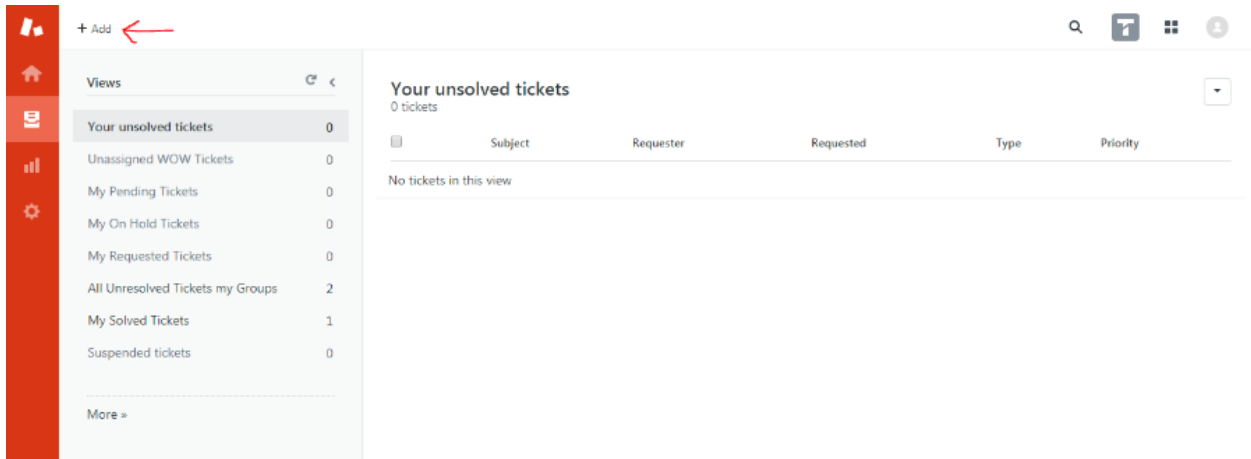 + Add
Views
Your unsolved tickets 0
Unassigned WOW Tickets 0
My Pending Tickets 0
My On Hold Tickets 0
My Requested Tickets 0
All Unresolved Tickets my Groups 2
My Solved Tickets 1
Suspended tickets 0
More »
Your unsolved tickets
0 tickets
Subject Requester Requested Type Priority
No tickets in this view